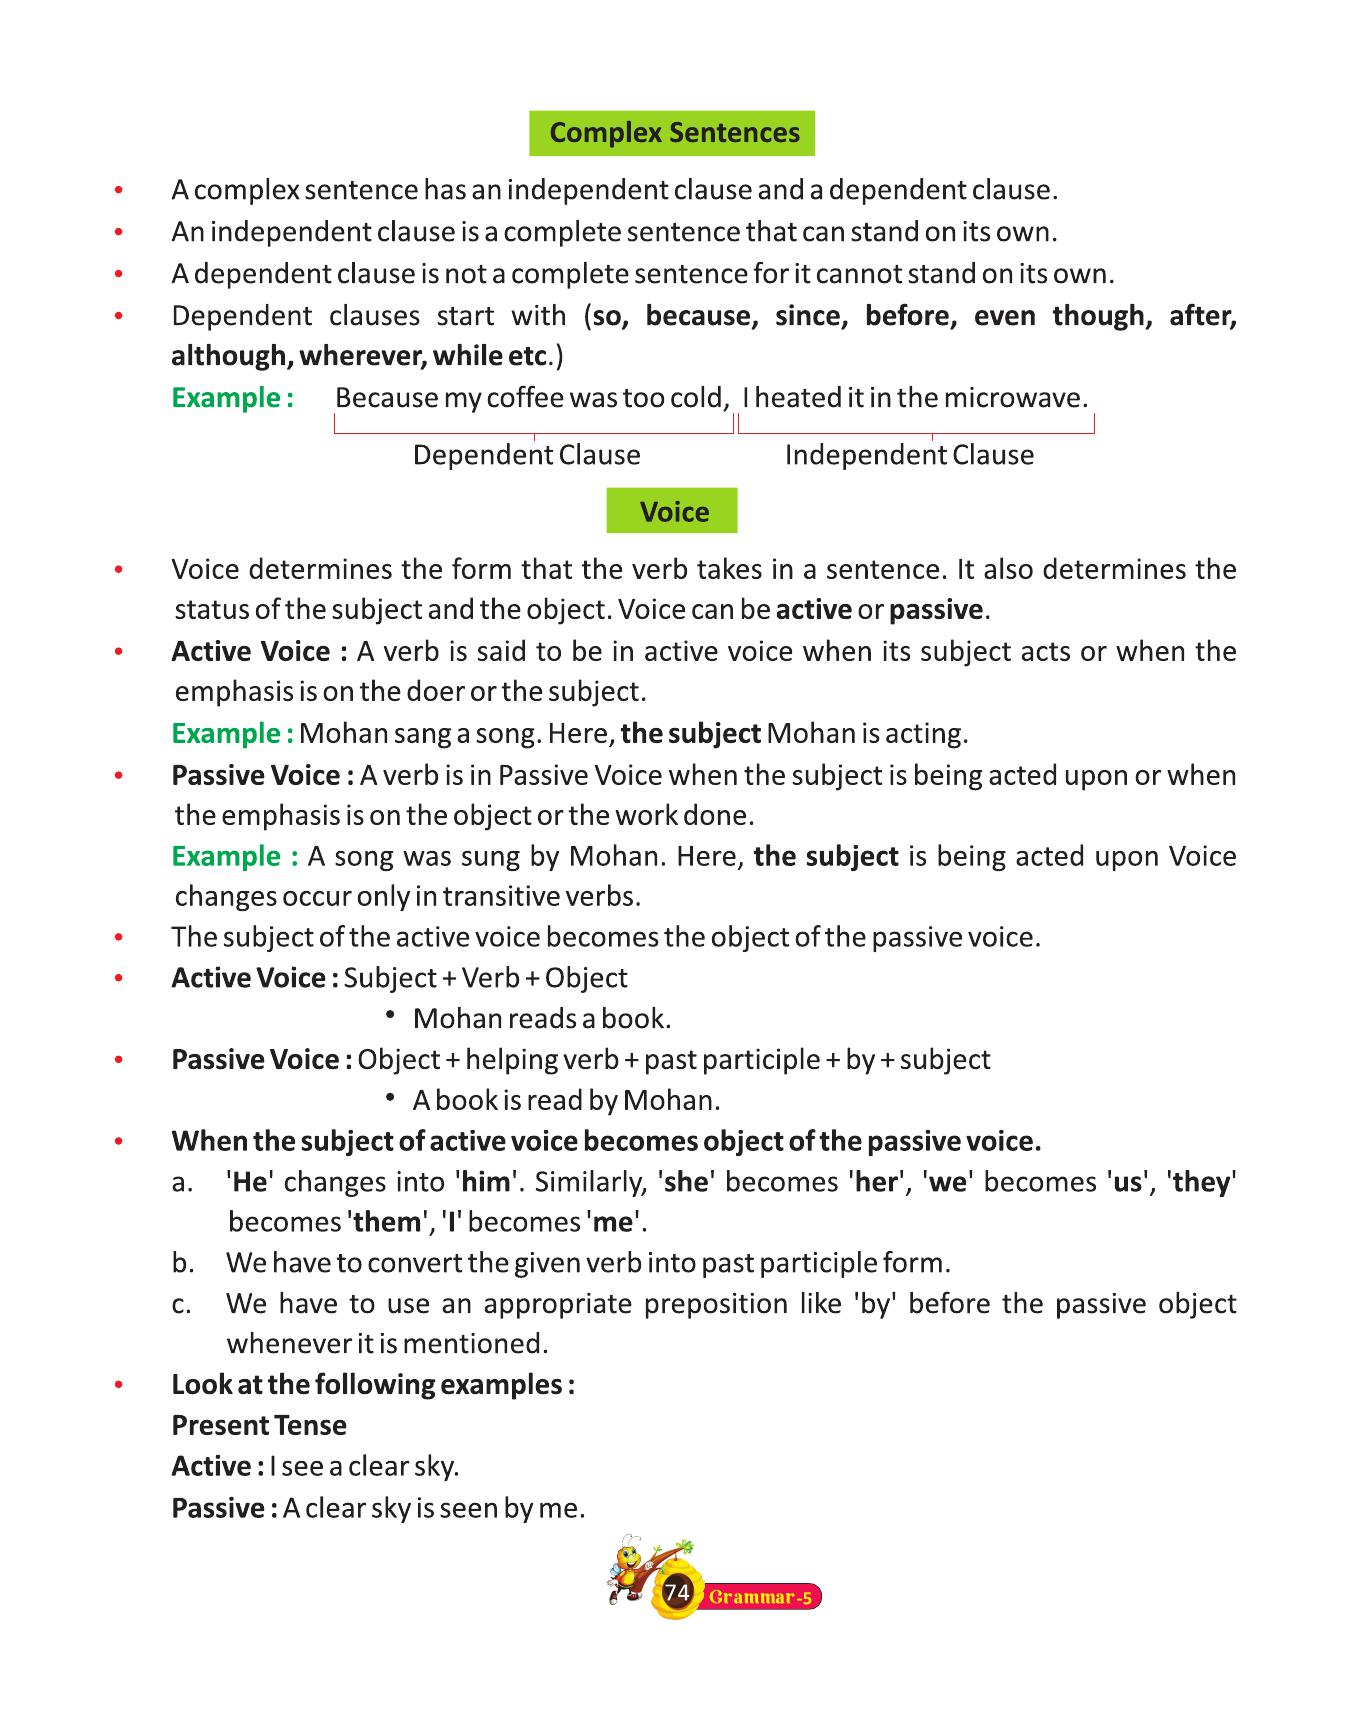 Complex Sentences
• A complex sentence has an independent clause and a dependent clause.
• An independent clause is a complete sentence that can stand on its own.
• A dependent clause is not a complete sentence for it cannot stand on its own.
• Dependent clauses start with (so, because, since, before, even though, after,
although, wherever, while etc.)
Example : Because my coffee was too cold, I heated it in the microwave.
Dependent Clause Independent Clause
Voice
• Voice determines the form that the verb takes in a sentence. It also determines the
status of the subject and the object. Voice can be active or passive.
• Active Voice : A verb is said to be in active voice when its subject acts or when the
emphasis is on the doer or the subject.
Example : Mohan sang a song. Here, the subject Mohan is acting.
• Passive Voice : A verb is in Passive Voice when the subject is being acted upon or when
the emphasis is on the object or the work done.
Example : A song was sung by Mohan. Here, the subject is being acted upon Voice
changes occur only in transitive verbs.
• The subject of the active voice becomes the object of the passive voice.
• Active Voice : Subject + Verb + Object
• Mohan reads a book.
• Passive Voice : Object + helping verb + past participle + by + subject
• A book is read by Mohan.
• When the subject of active voice becomes object of the passive voice.
a. 'He' changes into 'him'. Similarly, 'she' becomes 'her', 'we' becomes 'us', 'they'
becomes 'them', 'I' becomes 'me'.
b. We have to convert the given verb into past participle form.
c. We have to use an appropriate preposition like 'by' before the passive object
whenever it is mentioned.
• Look at the following examples :
Present Tense
Active : I see a clear sky.
Passive : A clear sky is seen by me.
74 Grammar-5